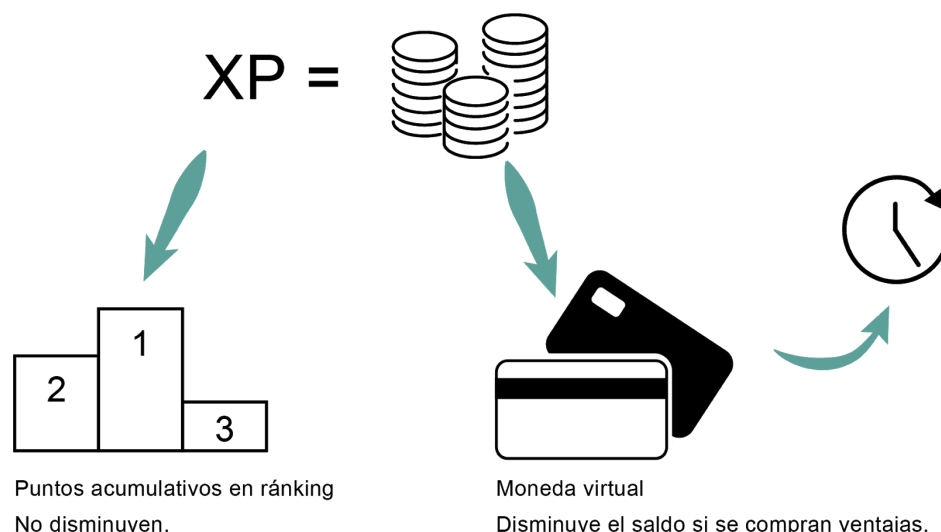 XP =
1
2
3
Puntos acumulativos en ránking
No disminuyen.
Moneda virtual
Disminuye el saldo si se compran ventajas.